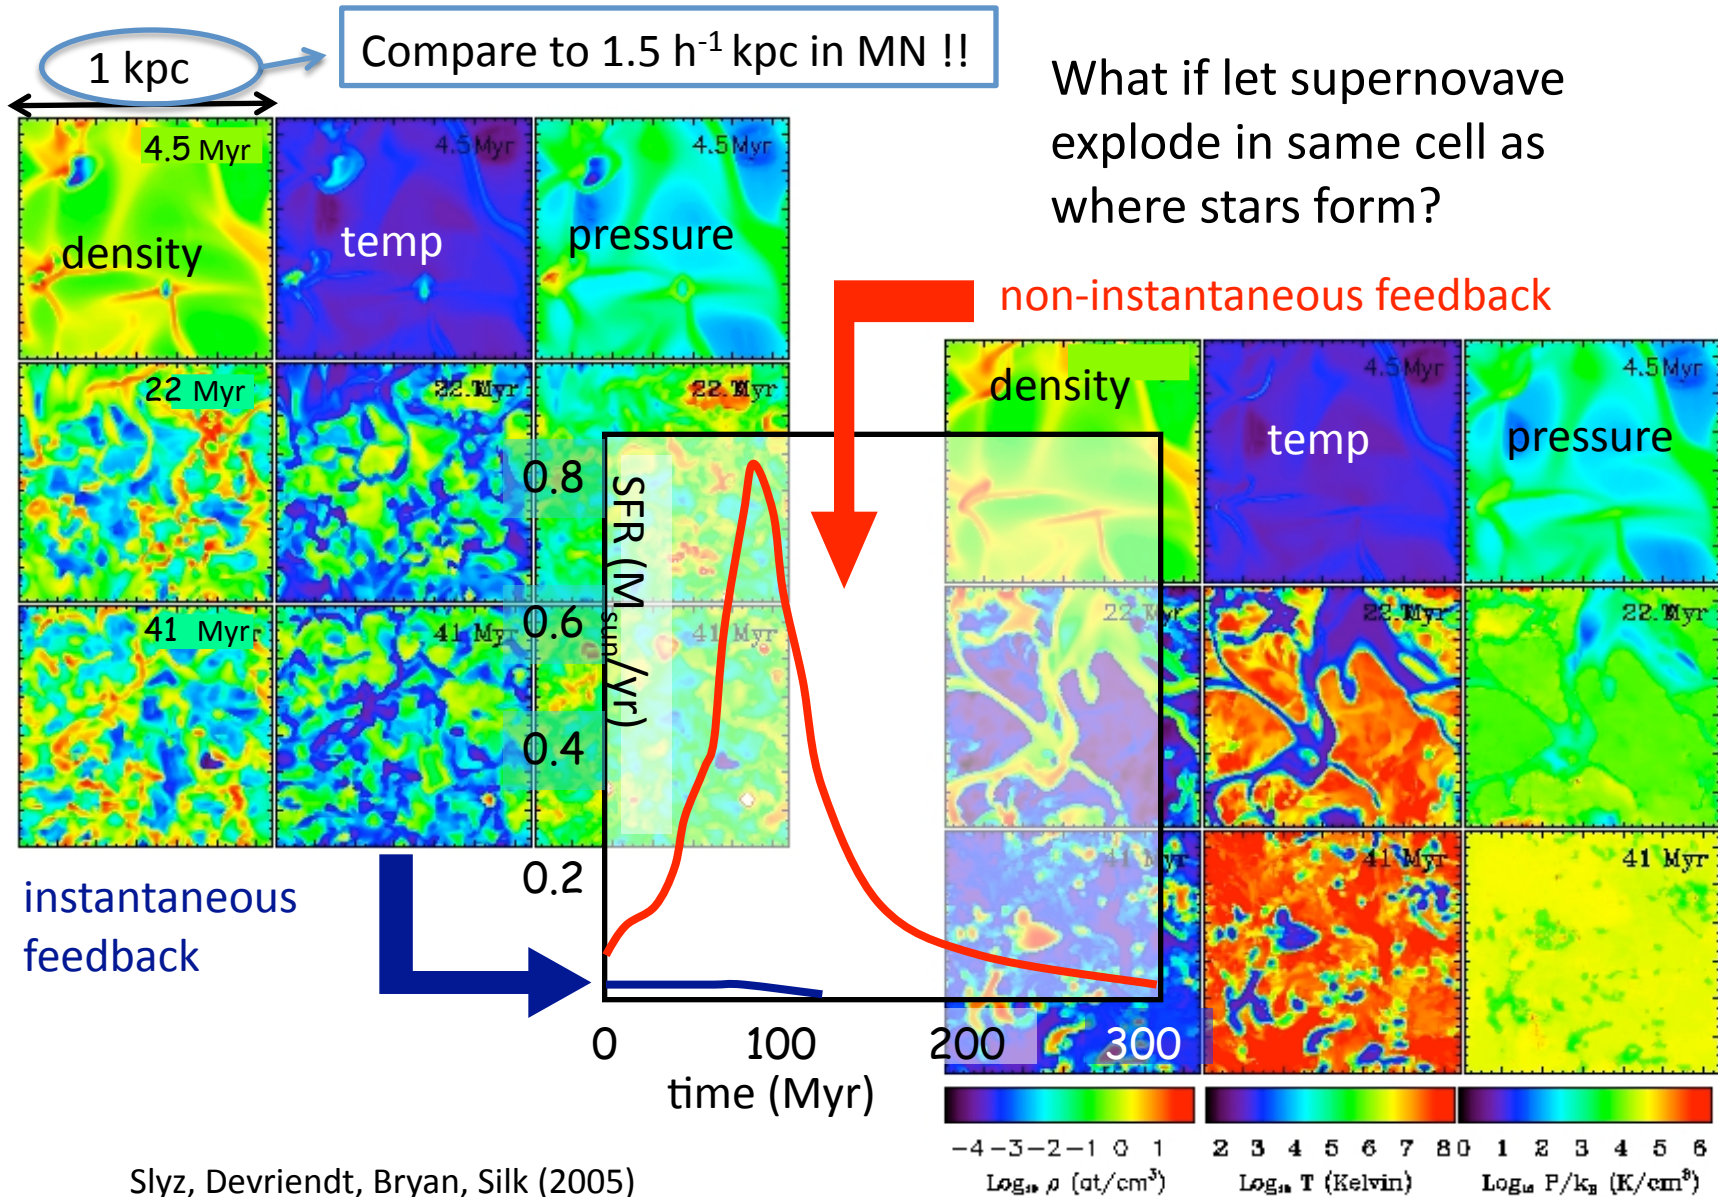 1 kpc
Compare to 1.5 h⁻¹ kpc in MN !!
What if let supernovave
explode in same cell as
where stars form?
4.5 Myr
4.5 Myr
4.5 Myr
density
temp
pressure
non-instantaneous feedback
22 Myr
22 Myr
22 Myr
41 Myr
41 Myr
41 Myr
density
temp
pressure
4.5 Myr
4.5 Myr
22 Myr
22 Myr
22 Myr
41 Myr
41 Myr
41 Myr
instantaneous
feedback
SFR (M sun/yr)
0.8
0.6
0.4
0.2
0 100 200 300
time (Myr)
-4 -3 -2 -1 0 1
Log₁₀ ρ (at/cm³)
2 3 4 5 6 7 8
Log₁₀ T (Kelvin)
0 1 2 3 4 5 6
Log₁₀ P/k_B (K/cm³)
Slyz, Devriendt, Bryan, Silk (2005)